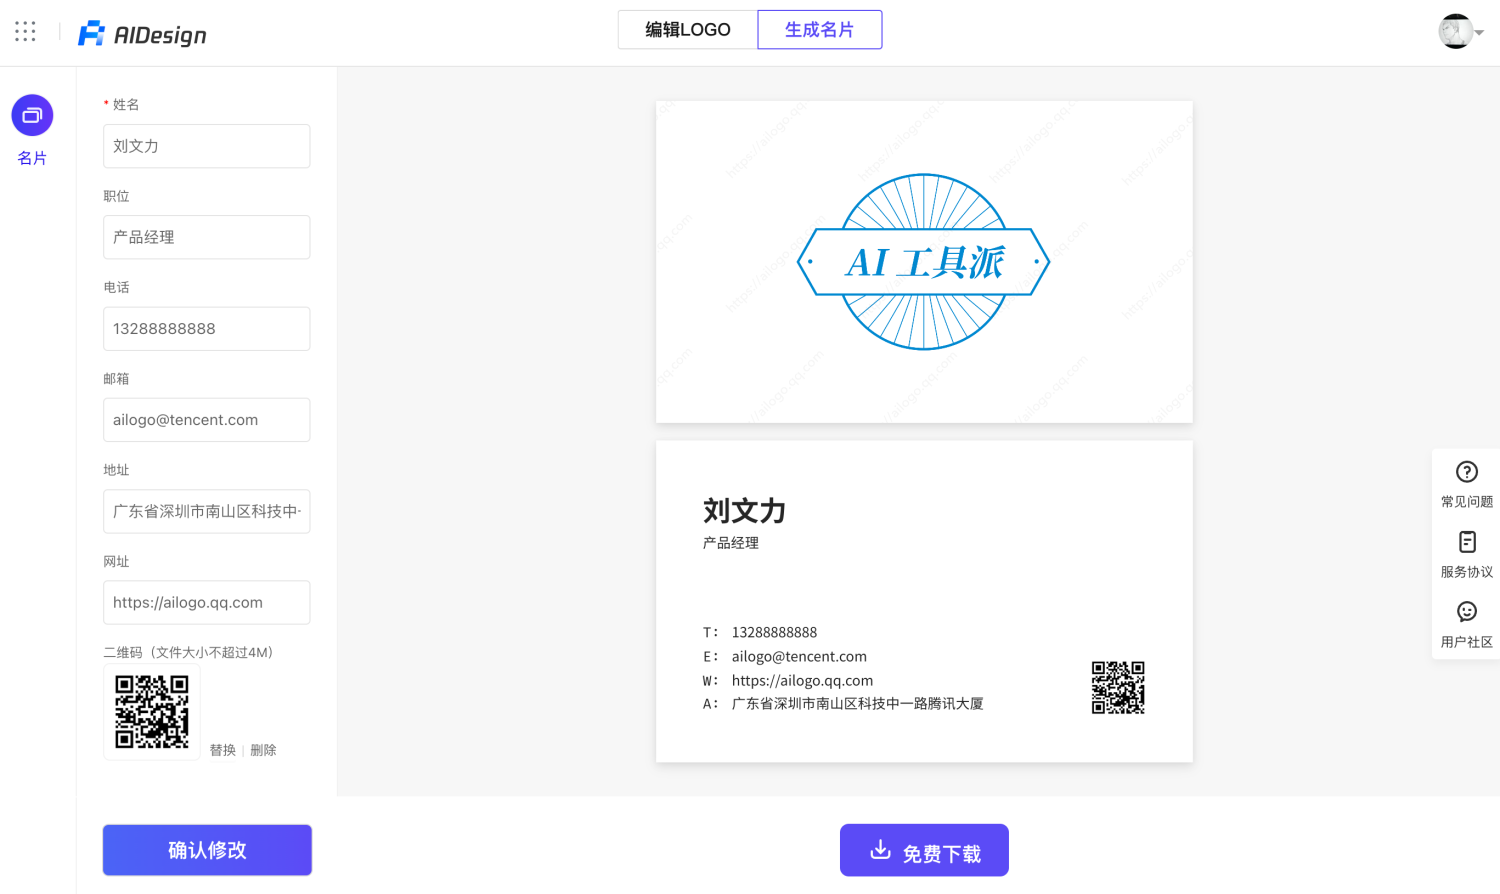 AIDesign
编辑LOGO
生成名片
名片
* 姓名
刘文力
职位
产品经理
电话
13288888888
邮箱
ailogo@tencent.com
地址
广东省深圳市南山区科技中
网址
https://ailogo.qq.com
二维码（文件大小不超过4M）
替换 | 删除
确认修改
https://ailogo.qq.com
AI 工具派
刘文力
产品经理
T： 13288888888
E： ailogo@tencent.com
W： https://ailogo.qq.com
A： 广东省深圳市南山区科技中一路腾讯大厦
免费下载
常见问题
服务协议
用户社区